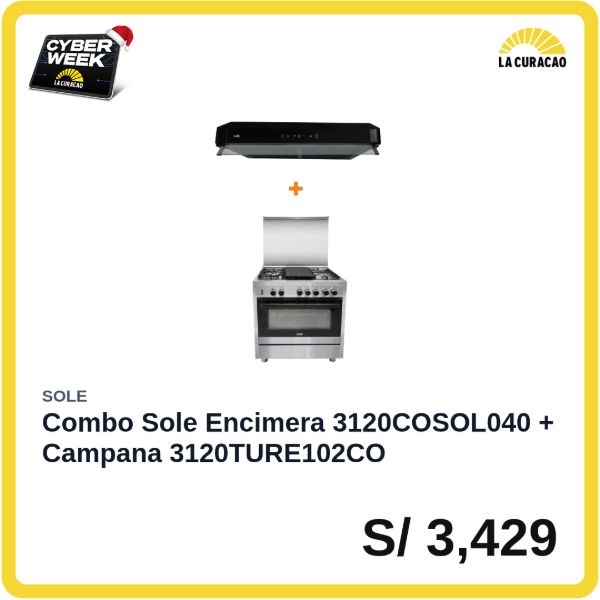 CYBER
WEEK
LA CURACAO
LA CURACAO
SOLE
Combo Sole Encimera 3120COSOL040 +
Campana 3120TURE102CO
S/ 3,429